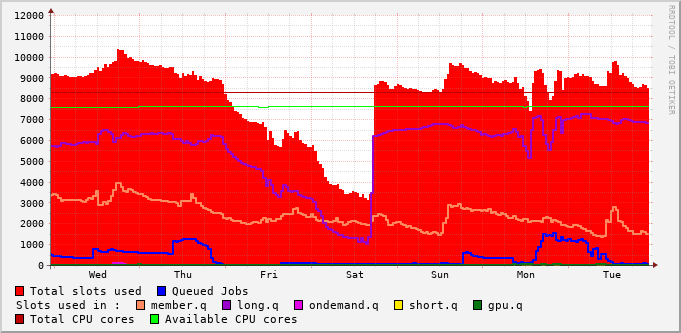 RRDTOOL / TOBI OETIKER
12000
11000
10000
9000
8000
7000
6000
5000
4000
3000
2000
1000
0
Wed Thu Fri Sat Sun Mon Tue
Total slots used Queued Jobs
Slots used in : member.q long.q ondemand.q short.q gpu.q
Total CPU cores Available CPU cores